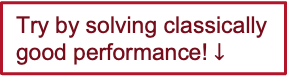 Try by solving classically
good performance! ↓